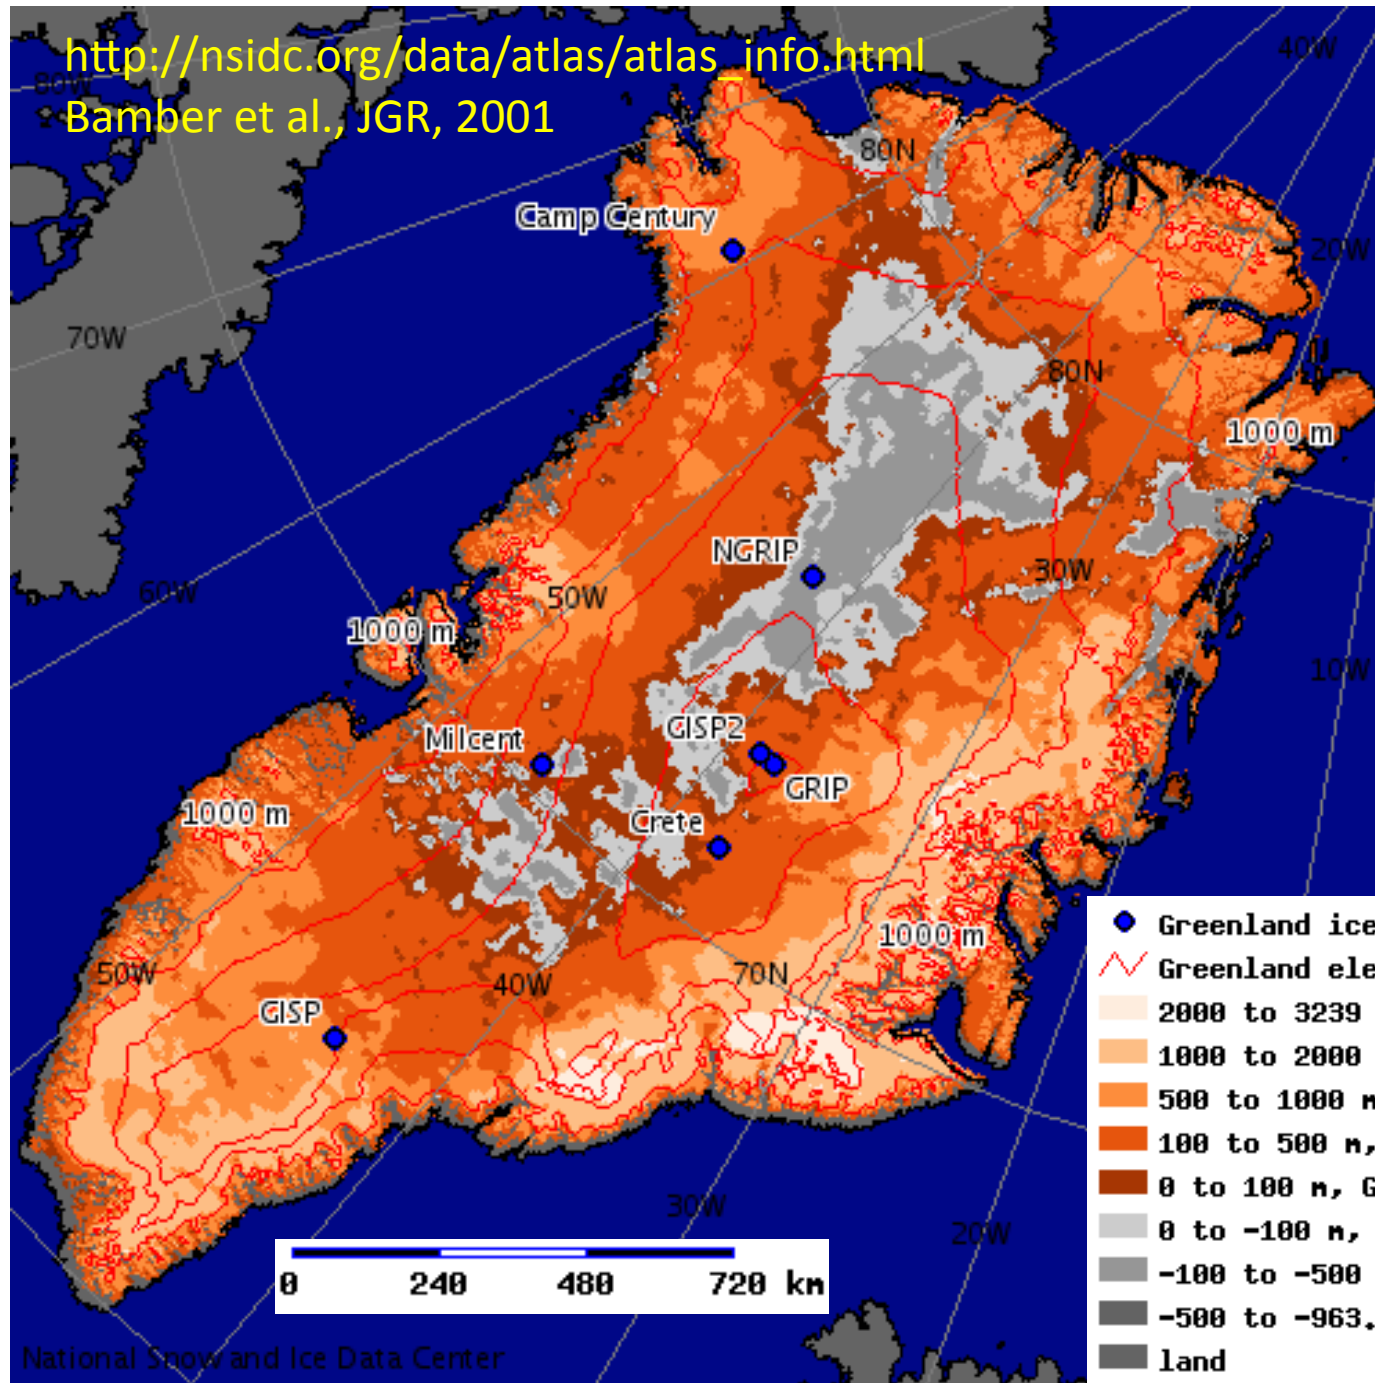 http://nsidc.org/data/atlas/atlas_info.html
Bamber et al., JGR, 2001
40W
80W
80N
Camp Century
20W
70W
80N
1000 m
NGRIP
30W
50W
60W
1000 m
10W
GISP2
Milcent
GRIP
1000 m
Crete
1000 m
50W
70N
40W
GISP
30W
20W
0 240 480 720 km
National Snow and Ice Data Center
Greenland ice
Greenland ele
2000 to 3239
1000 to 2000
500 to 1000 m
100 to 500 m,
0 to 100 m, G
0 to -100 m,
-100 to -500
-500 to -963.
land